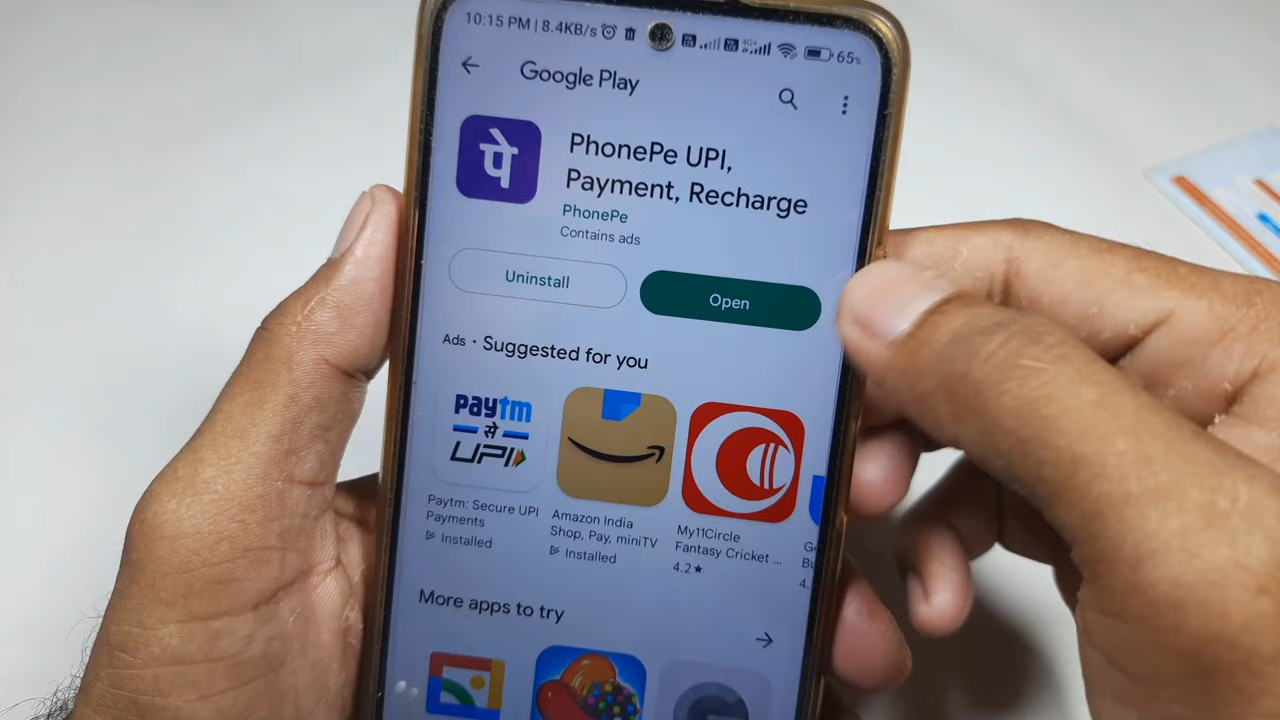 10:15 PM | 8.4KB/s 4G+ 65%
Google Play
पे
PhonePe UPI,
Payment, Recharge
PhonePe
Contains ads
Uninstall
Open
Ads · Suggested for you
paytm
से
UPI
Paytm: Secure UPI
Payments
Installed
Amazon India
Shop, Pay, miniTV
Installed
My11Circle
Fantasy Cricket ...
4.2★
More apps to try